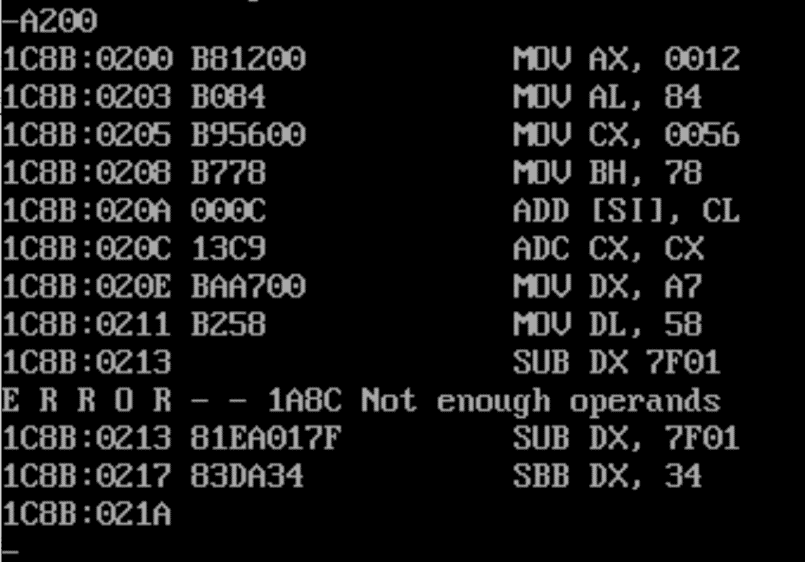 -A200
1C8B:0200 B81200 MOV AX, 0012
1C8B:0203 B084 MOV AL, 84
1C8B:0205 B95600 MOV CX, 0056
1C8B:0208 B778 MOV BH, 78
1C8B:020A 000C ADD [SI], CL
1C8B:020C 13C9 ADC CX, CX
1C8B:020E BAA700 MOV DX, A7
1C8B:0211 B258 MOV DL, 58
1C8B:0213 SUB DX 7F01
E R R O R - - 1A8C Not enough operands
1C8B:0213 81EA017F SUB DX, 7F01
1C8B:0217 83DA34 SBB DX, 34
1C8B:021A